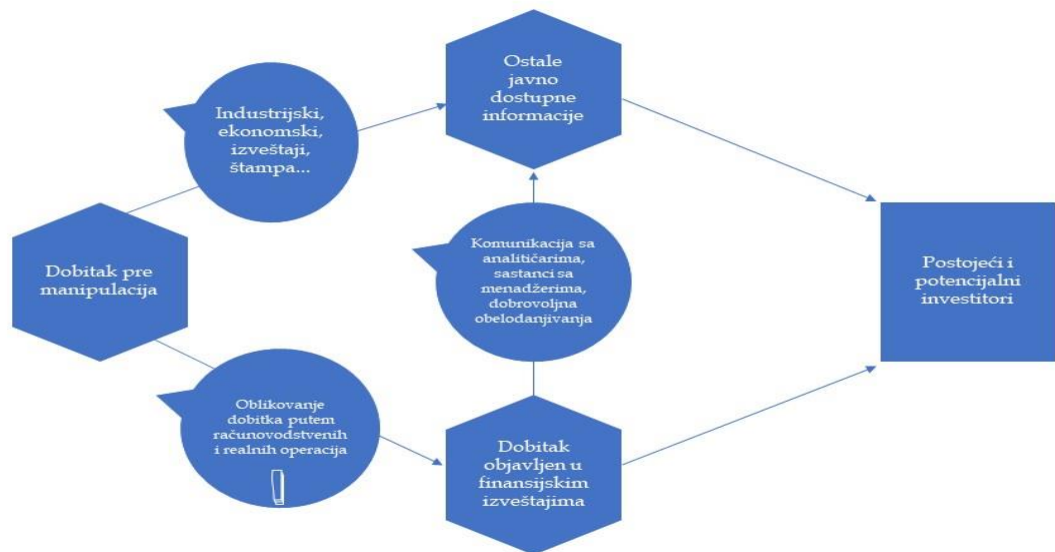 Ostale
javno
dostupne
informacije
Industrijski,
ekonomski,
izveštaji,
štampa...
Dobitak pre
manipulacija
Komunikacija sa
analitičarima,
sastanci sa
menadžerima,
dobrovoljna
obelodanjivanja
Postojeći i
potencijalni
investitori
Oblikovanje
dobitka putem
računovodstvenih
i realnih operacija
!
Dobitak
objavljen u
finansijskim
izveštajima